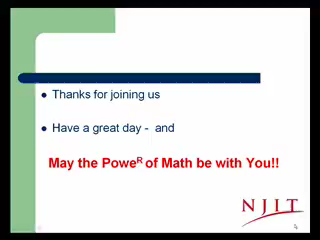 Thanks for joining us
Have a great day - and
May the PoweR of Math be with You!!
NJIT